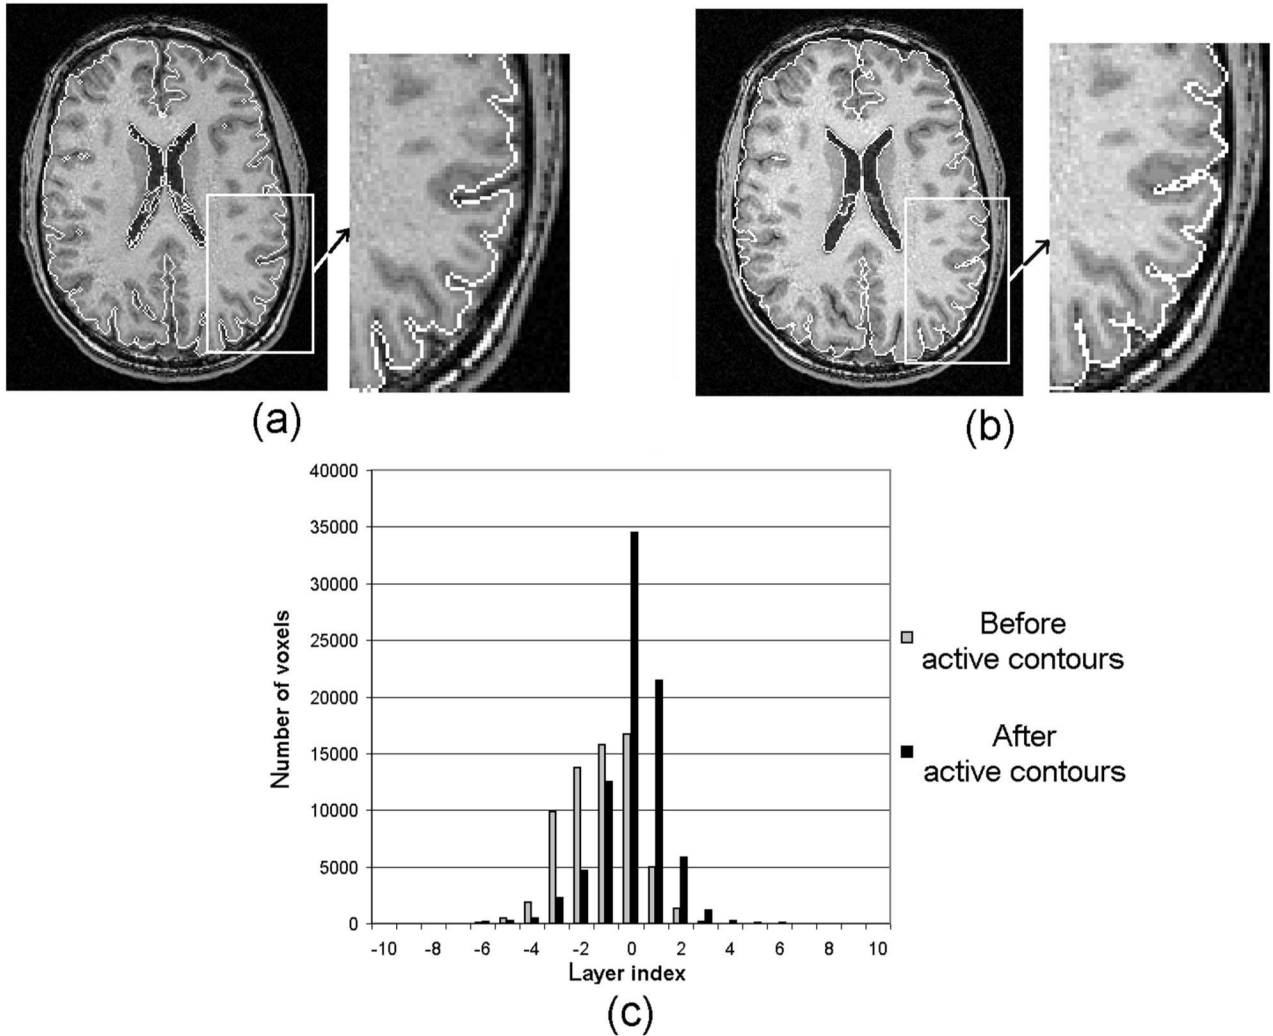 (a)
(b)
40000
35000
30000
25000
20000
15000
10000
5000
0
Number of voxels
-10 -8 -6 -4 -2 0 2 4 6 8 10
Layer index
Before
active contours
After
active contours
(c)